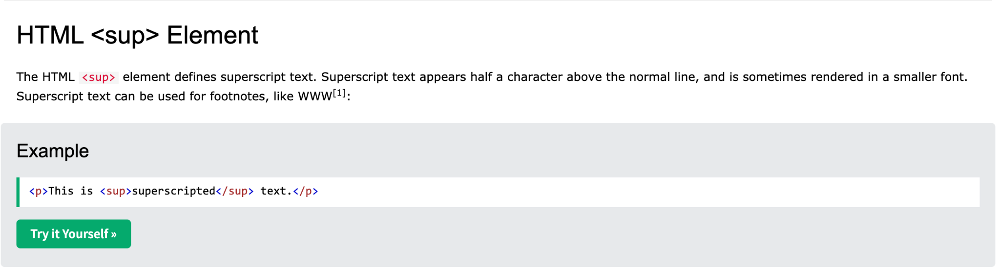 HTML <sup> Element
The HTML <sup> element defines superscript text. Superscript text appears half a character above the normal line, and is sometimes rendered in a smaller font.
Superscript text can be used for footnotes, like WWW[1]:
Example
<p>This is <sup>superscripted</sup> text.</p>
Try it Yourself »